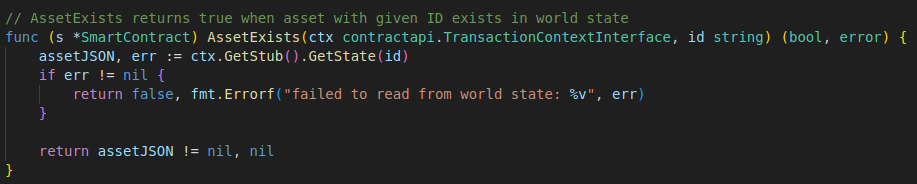 // AssetExists returns true when asset with given ID exists in world state
func (s *SmartContract) AssetExists(ctx contractapi.TransactionContextInterface, id string) (bool, error) {
    assetJSON, err := ctx.GetStub().GetState(id)
    if err != nil {
        return false, fmt.Errorf("failed to read from world state: %v", err)
    }

    return assetJSON != nil, nil
}